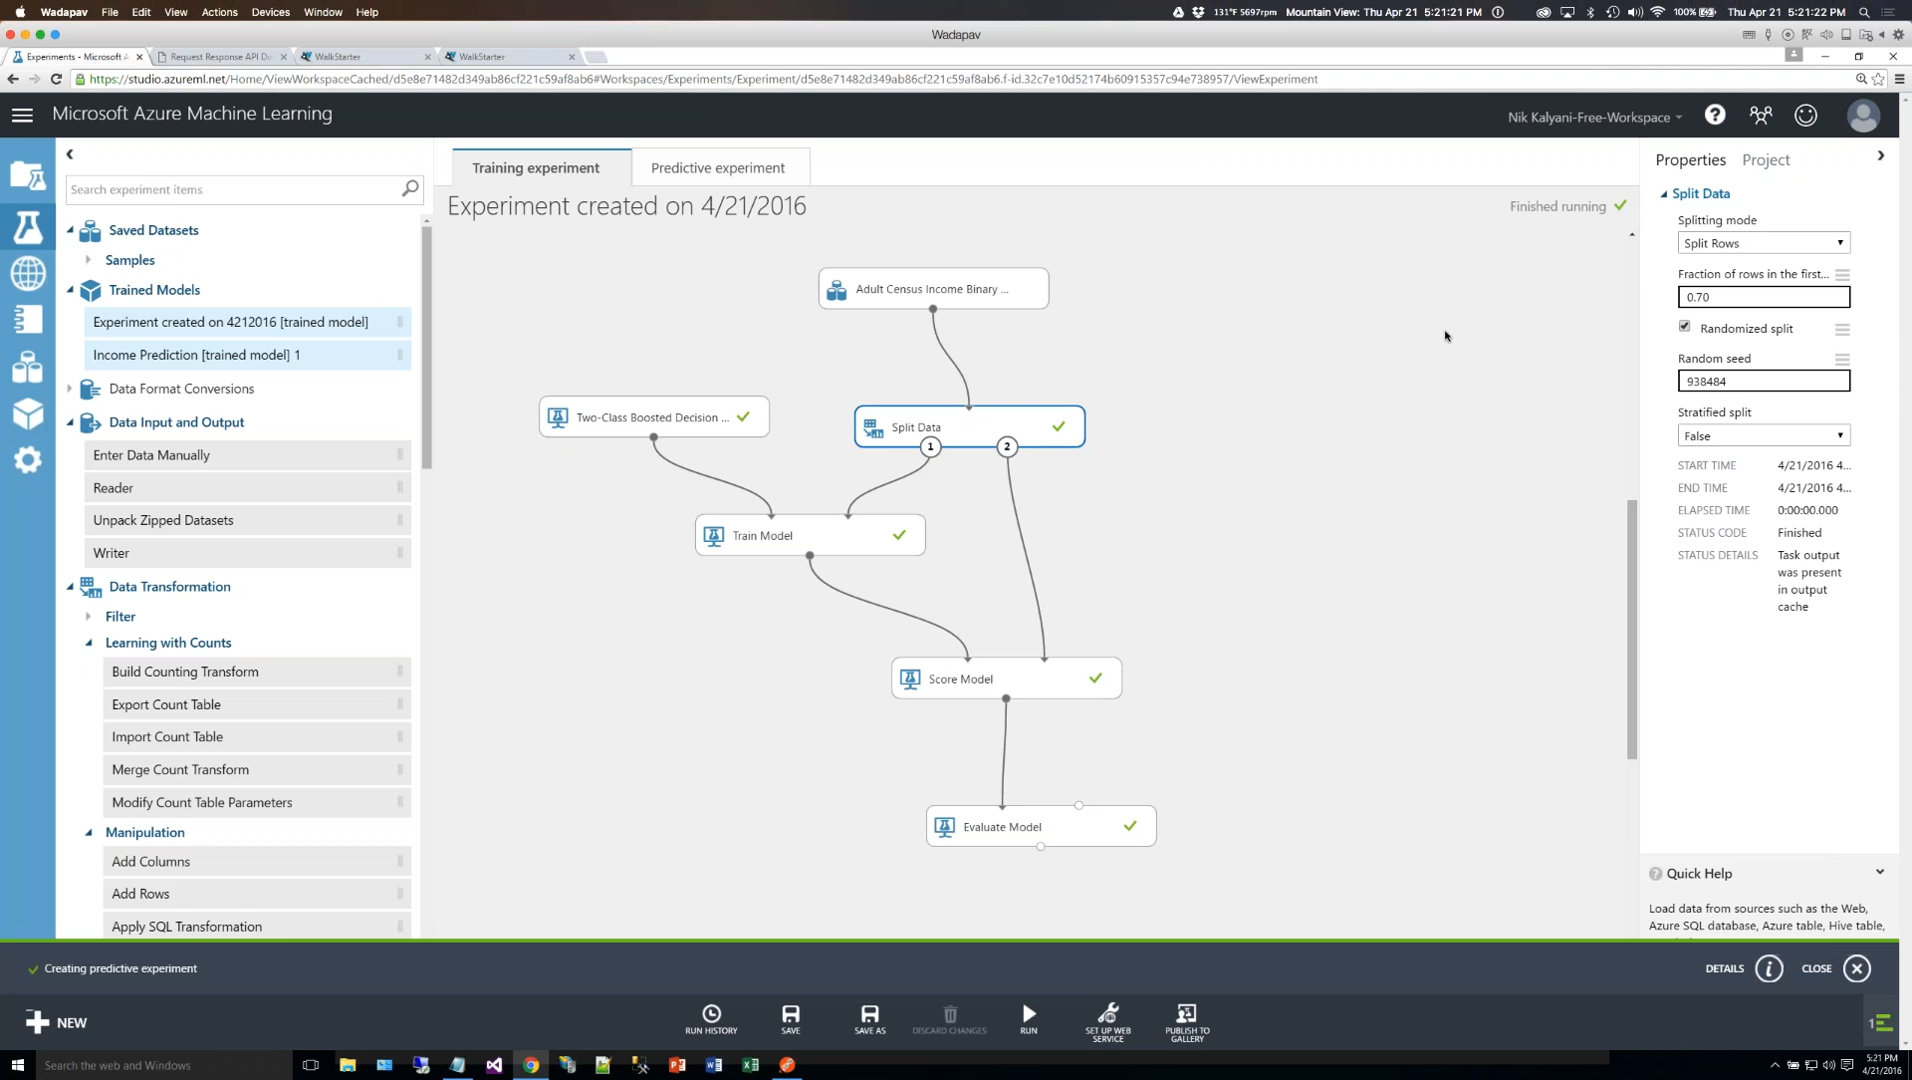 Wadapav File Edit View Actions Devices Window Help
131°F 5697rpm Mountain View: Thu Apr 21 5:21:21 PM 100% Thu Apr 21 5:21:22 PM
Wadapav
Experiments - Microsoft A
Request Response API Do
WalkStarter
WalkStarter
https://studio.azureml.net/Home/ViewWorkspaceCached/d5e8e71482d349ab86cf221c59af8ab6#Workspaces/Experiments/Experiment/d5e8e71482d349ab86cf221c59af8ab6.f-id.32c7e10d52174b60915357c94e738957/ViewExperiment
Microsoft Azure Machine Learning
Nik Kalyani-Free-Workspace
Search experiment items
Saved Datasets
Samples
Trained Models
Experiment created on 4212016 [trained model]
Income Prediction [trained model] 1
Data Format Conversions
Data Input and Output
Enter Data Manually
Reader
Unpack Zipped Datasets
Writer
Data Transformation
Filter
Learning with Counts
Build Counting Transform
Export Count Table
Import Count Table
Merge Count Transform
Modify Count Table Parameters
Manipulation
Add Columns
Add Rows
Apply SQL Transformation
Training experiment
Predictive experiment
Experiment created on 4/21/2016
Finished running
Adult Census Income Binary ...
Two-Class Boosted Decision ...
Split Data
1
2
Train Model
Score Model
Evaluate Model
Properties Project
Split Data
Splitting mode
Split Rows
Fraction of rows in the first...
0.70
Randomized split
Random seed
938484
Stratified split
False
START TIME 4/21/2016 4...
END TIME 4/21/2016 4...
ELAPSED TIME 0:00:00.000
STATUS CODE Finished
STATUS DETAILS Task output
was present
in output
cache
Quick Help
Load data from sources such as the Web,
Azure SQL database, Azure table, Hive table,
Creating predictive experiment
DETAILS
CLOSE
NEW
RUN HISTORY
SAVE
SAVE AS
DISCARD CHANGES
RUN
SET UP WEB
SERVICE
PUBLISH TO
GALLERY
1
Search the web and Windows
5:21 PM
4/21/2016